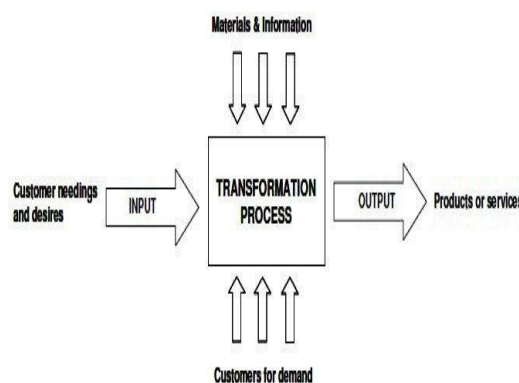 Materials & Information
Customer needings
and desires
INPUT
TRANSFORMATION
PROCESS
OUTPUT
Products or services
Customers for demand